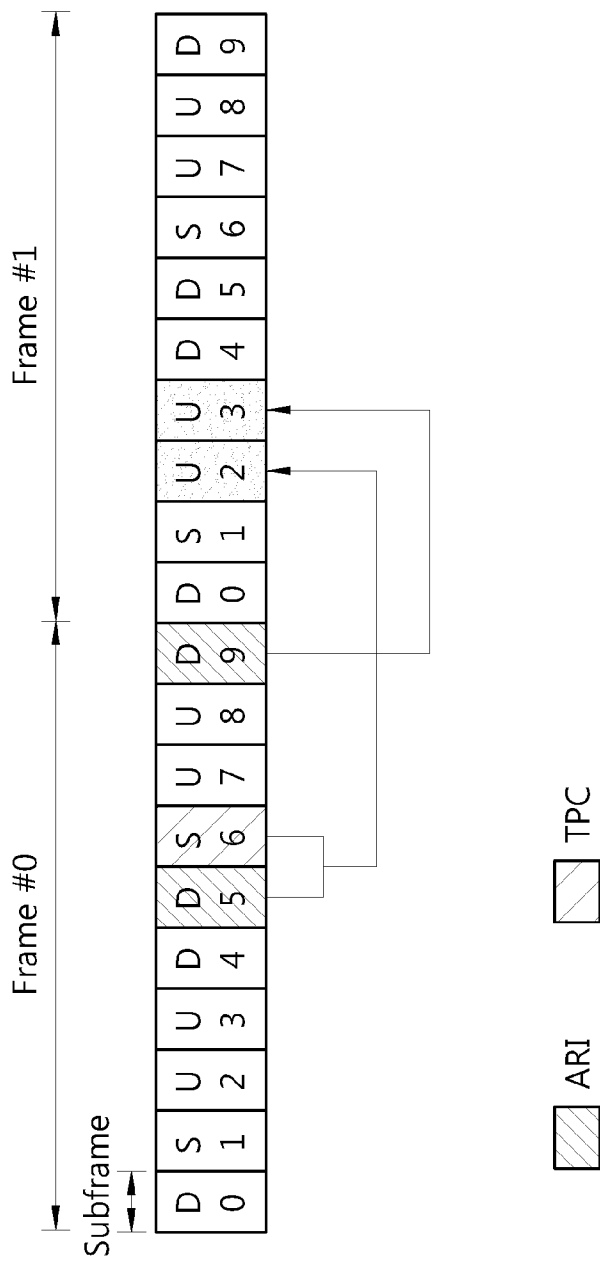 Frame #0 Frame #1
Subframe
D S U U D D S U U D D S U U D D S U U D
0 1 2 3 4 5 6 7 8 9 0 1 2 3 4 5 6 7 8 9
ARI TPC